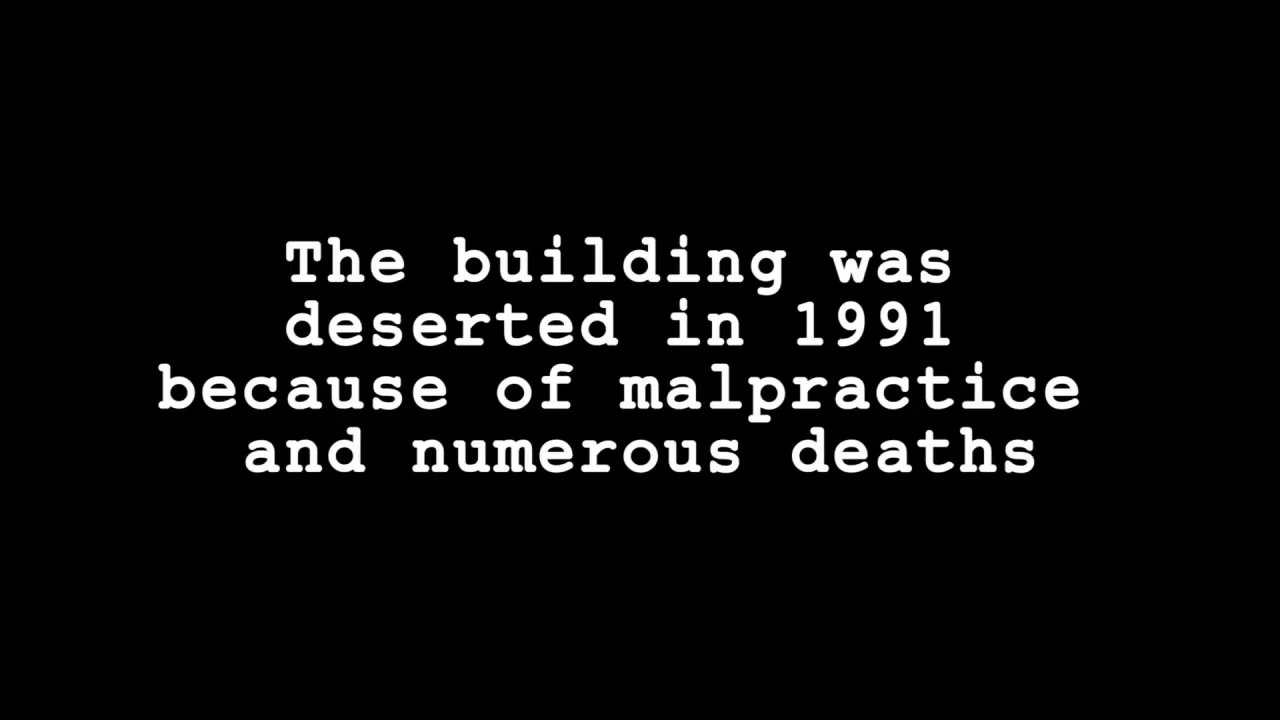 The building was
deserted in 1991
because of malpractice
and numerous deaths